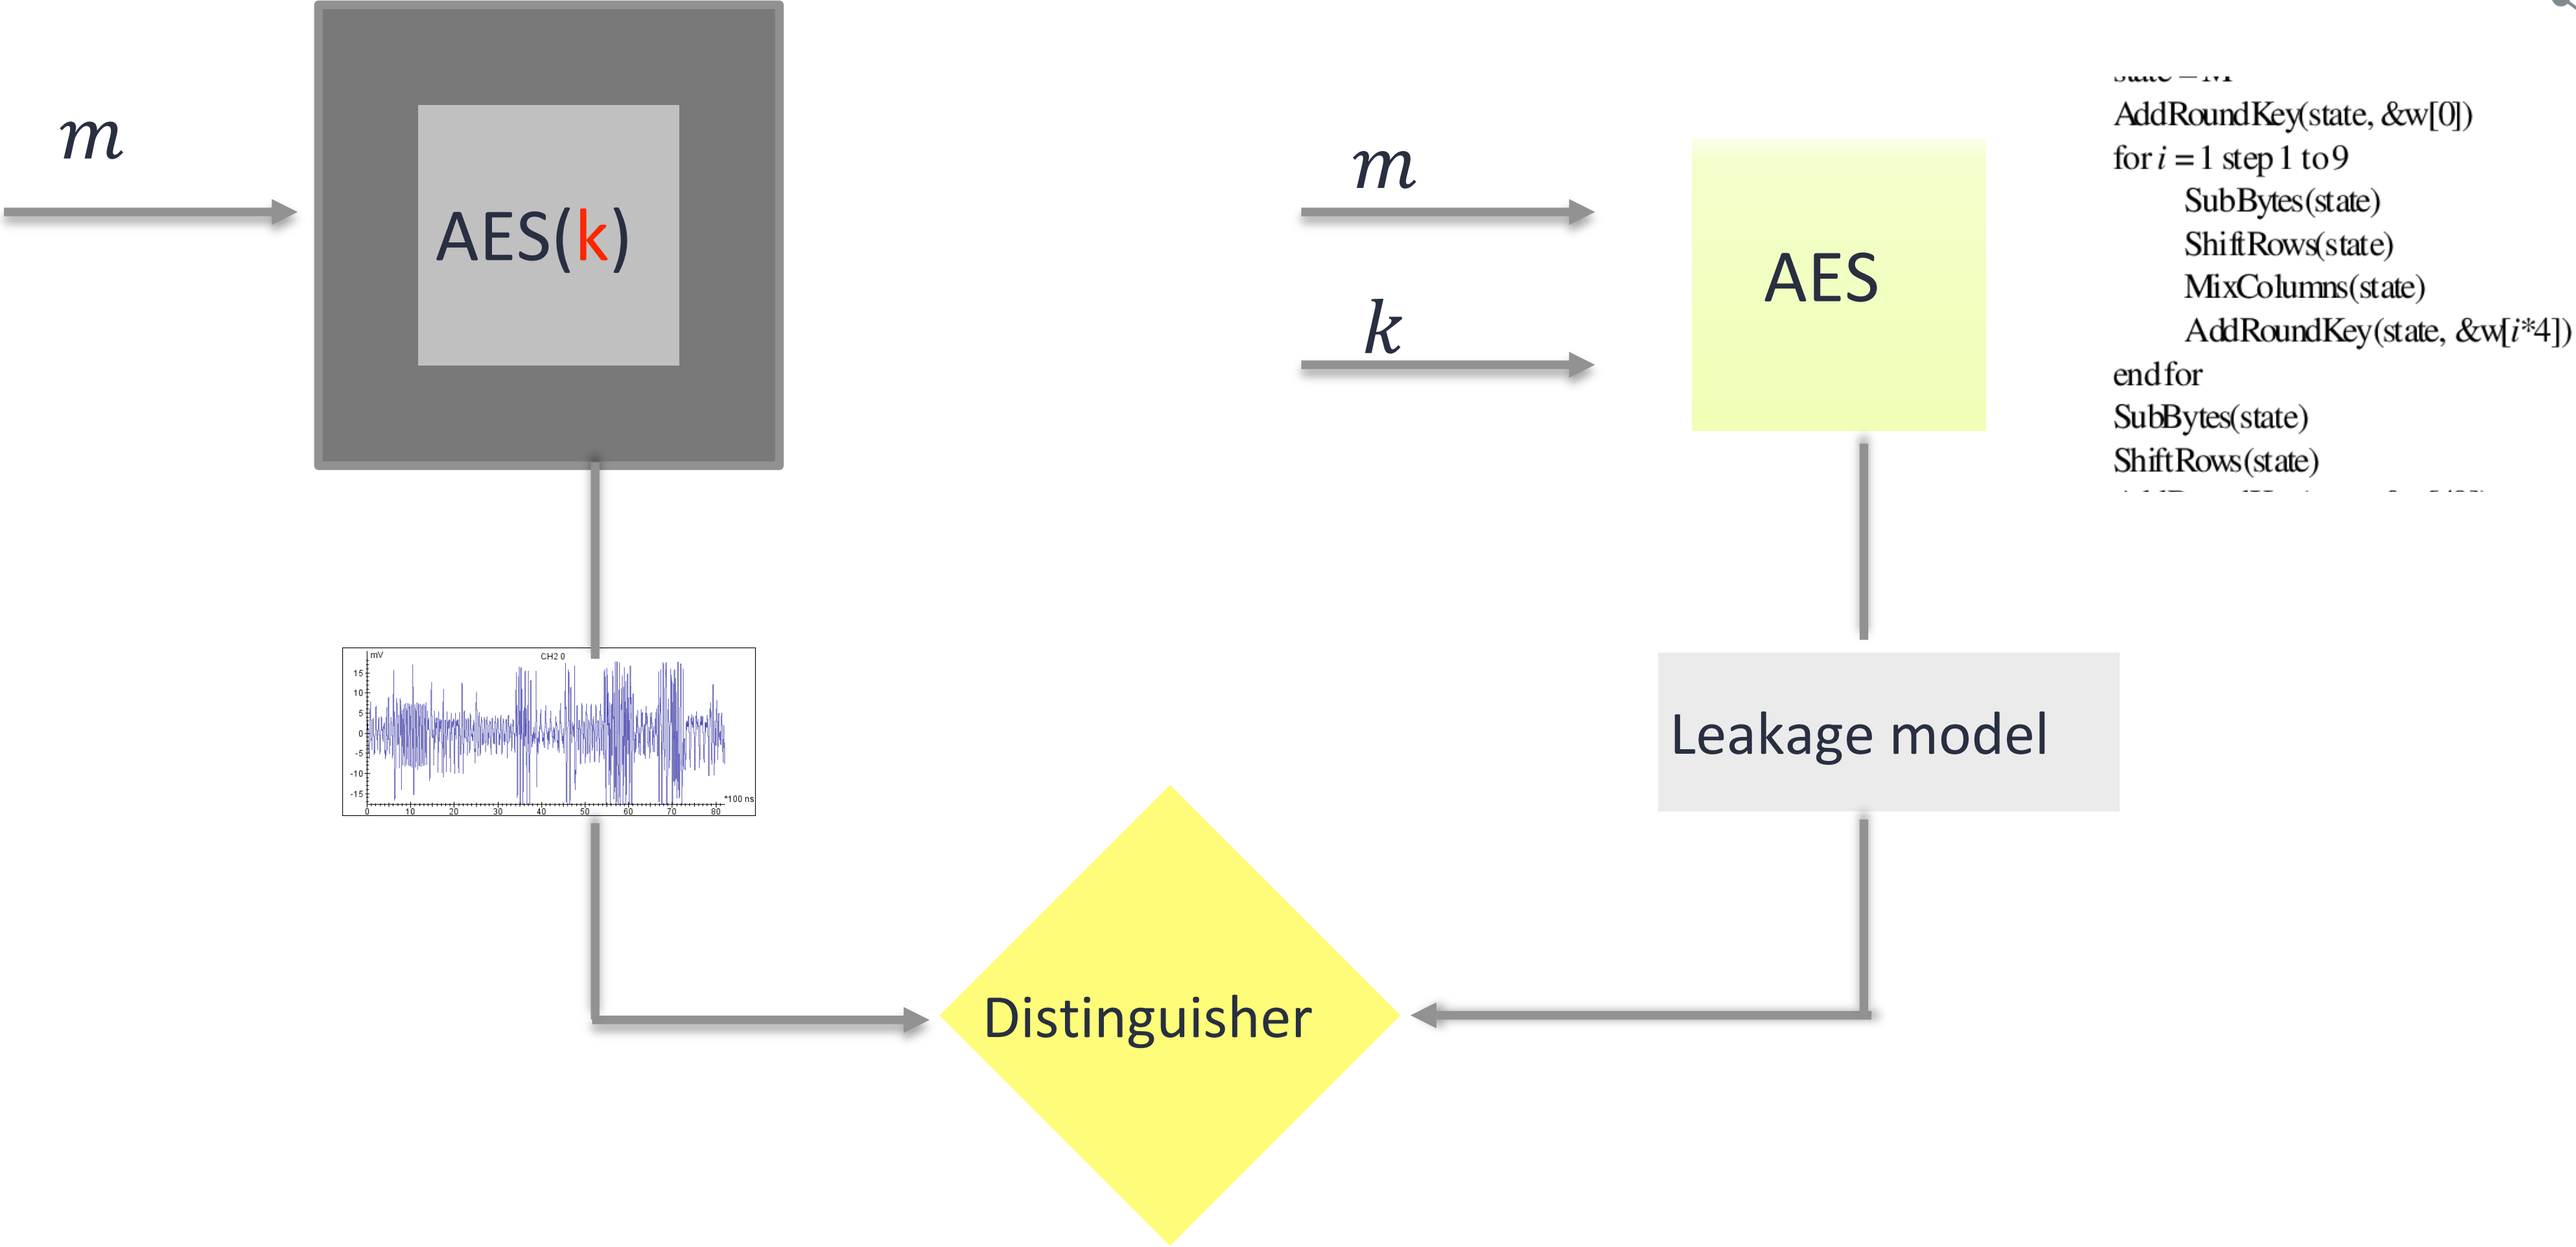 m
AES(k)
m
k
AES
AddRoundKey(state, &w[0])
for i = 1 step 1 to 9
SubBytes(state)
ShiftRows(state)
MixColumns(state)
AddRoundKey(state, &w[i*4])
end for
SubBytes(state)
ShiftRows(state)
mV
CH2 0
15
10
5
0
-5
-10
-15
*100 ns
0 10 20 30 40 50 60 70 80
Leakage model
Distinguisher